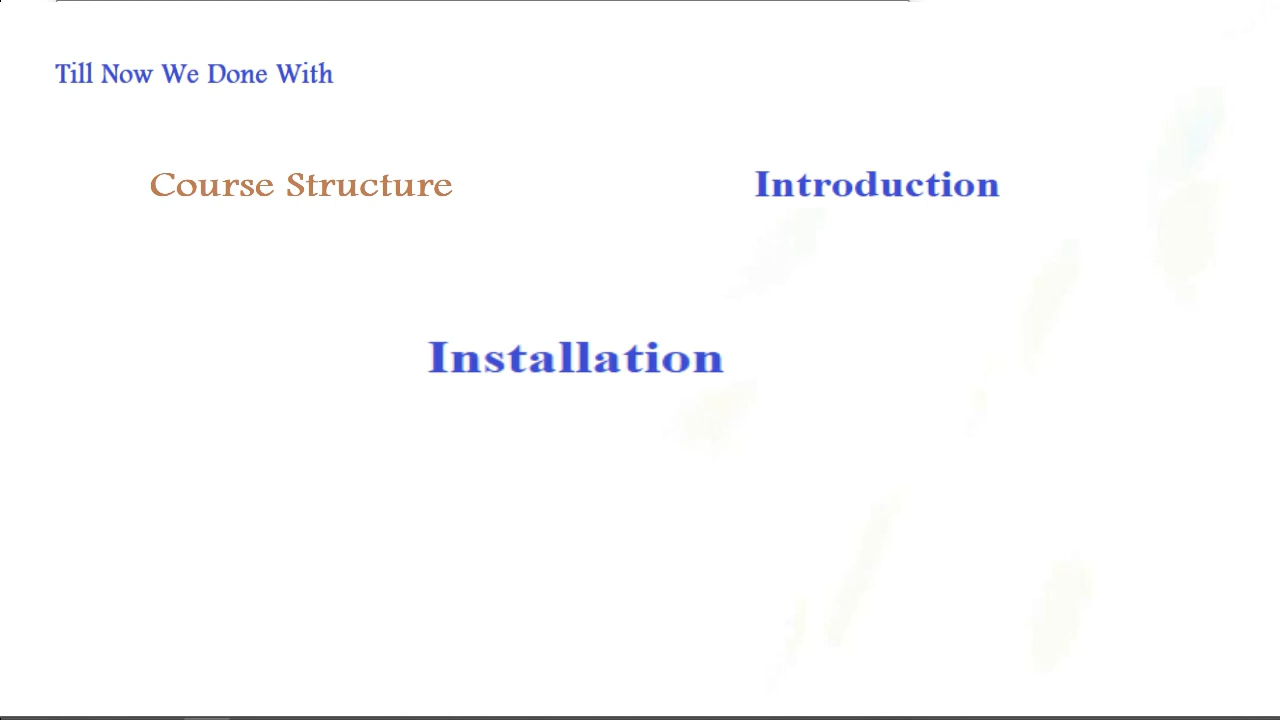 Till Now We Done With
Course Structure
Introduction
Installation